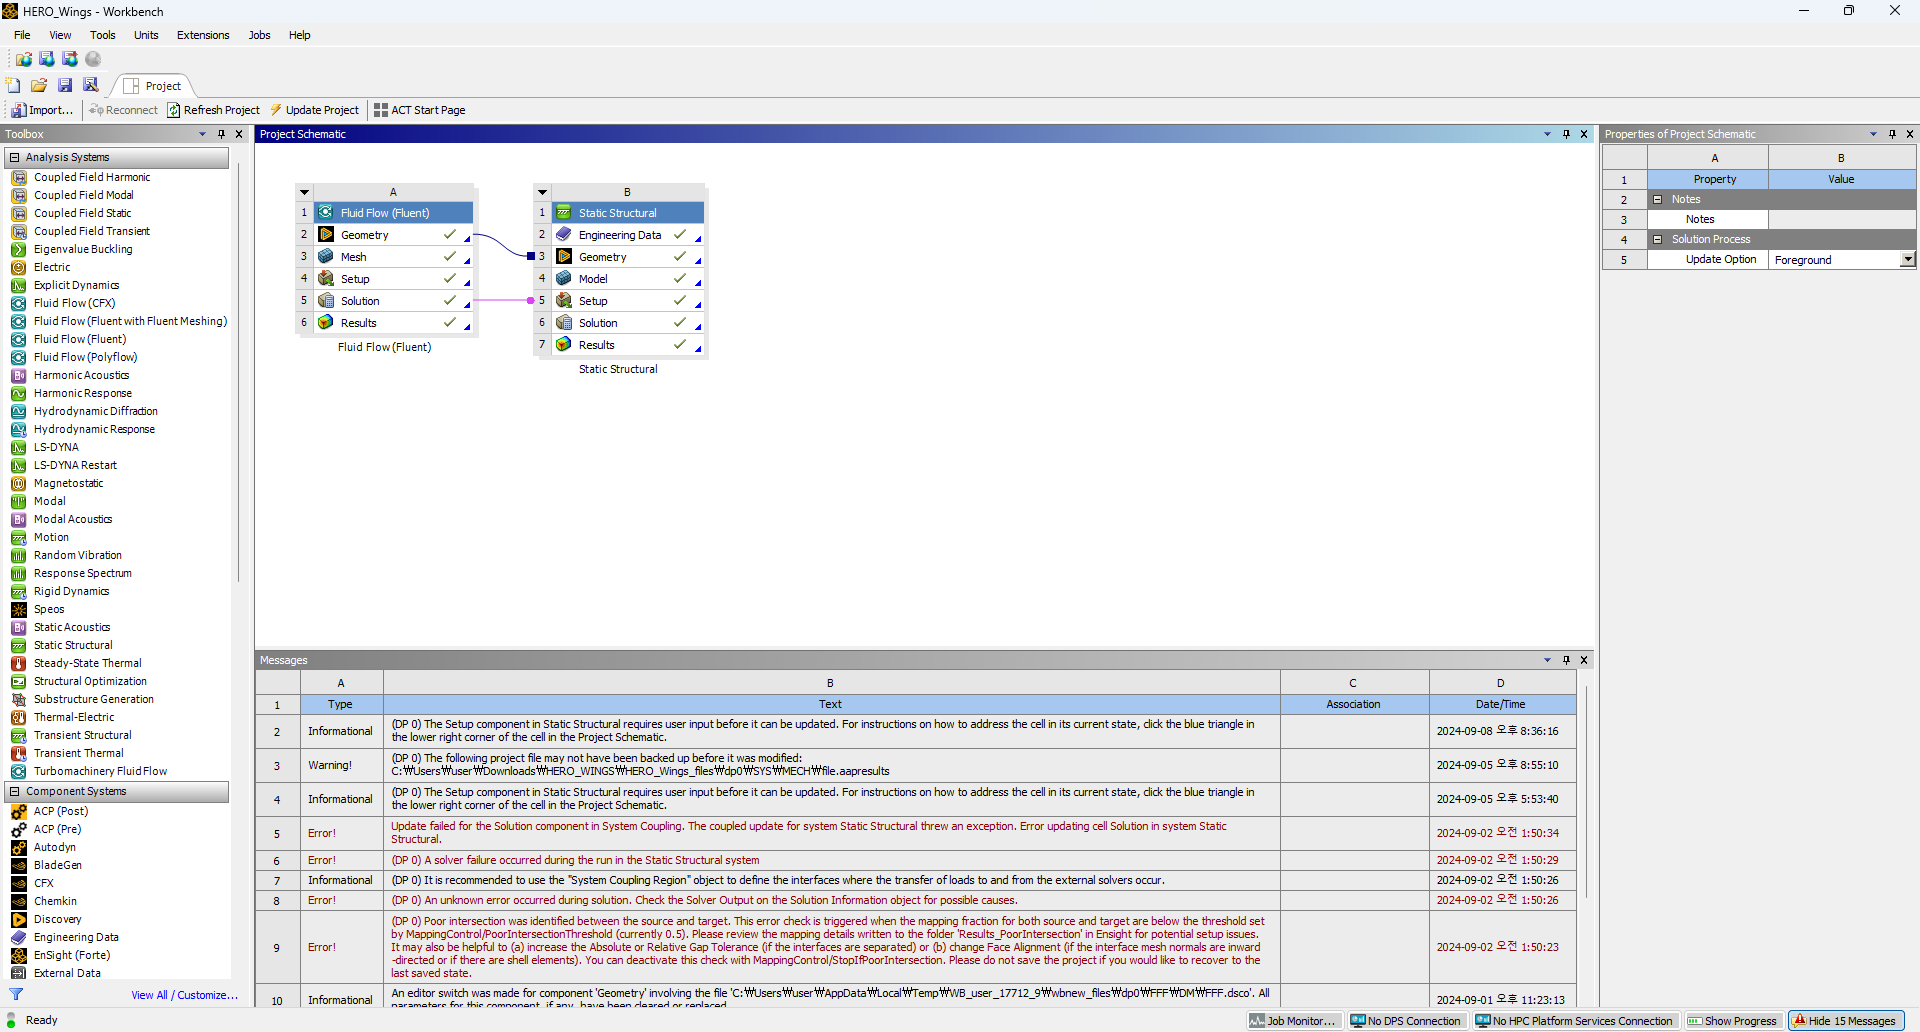 HERO_Wings - Workbench
File View Tools Units Extensions Jobs Help
Project
Import... Reconnect Refresh Project Update Project ACT Start Page
Toolbox
Analysis Systems
Coupled Field Harmonic
Coupled Field Modal
Coupled Field Static
Coupled Field Transient
Eigenvalue Buckling
Electric
Explicit Dynamics
Fluid Flow (CFX)
Fluid Flow (Fluent with Fluent Meshing)
Fluid Flow (Fluent)
Fluid Flow (Polyflow)
Harmonic Acoustics
Harmonic Response
Hydrodynamic Diffraction
Hydrodynamic Response
LS-DYNA
LS-DYNA Restart
Magnetostatic
Modal
Modal Acoustics
Motion
Random Vibration
Response Spectrum
Rigid Dynamics
Speos
Static Acoustics
Static Structural
Steady-State Thermal
Structural Optimization
Substructure Generation
Thermal-Electric
Transient Structural
Transient Thermal
Turbomachinery Fluid Flow
Component Systems
ACP (Post)
ACP (Pre)
Autodyn
BladeGen
CFX
Chemkin
Discovery
Engineering Data
EnSight (Forte)
External Data
View All / Customize...
Project Schematic
A
1 Fluid Flow (Fluent)
2 Geometry
3 Mesh
4 Setup
5 Solution
6 Results
Fluid Flow (Fluent)
B
1 Static Structural
2 Engineering Data
3 Geometry
4 Model
5 Setup
6 Solution
7 Results
Static Structural
Properties of Project Schematic
A B
1 Property Value
2 Notes
3 Notes
4 Solution Process
5 Update Option Foreground
Messages
A B C D
1 Type Text Association Date/Time
2 Informational (DP 0) The Setup component in Static Structural requires user input before it can be updated. For instructions on how to address the cell in its current state, click the blue triangle in
the lower right corner of the cell in the Project Schematic. 2024-09-08 오후 8:36:16
3 Warning! (DP 0) The following project file may not have been backed up before it was modified:
C:₩Users₩user₩Downloads₩HERO_WINGS₩HERO_Wings_files₩dp0₩SYS₩MECH₩file.aapresults 2024-09-05 오후 8:55:10
4 Informational (DP 0) The Setup component in Static Structural requires user input before it can be updated. For instructions on how to address the cell in its current state, click the blue triangle in
the lower right corner of the cell in the Project Schematic. 2024-09-05 오후 5:53:40
5 Error! Update failed for the Solution component in System Coupling. The coupled update for system Static Structural threw an exception. Error updating cell Solution in system Static
Structural. 2024-09-02 오전 1:50:34
6 Error! (DP 0) A solver failure occurred during the run in the Static Structural system 2024-09-02 오전 1:50:29
7 Informational (DP 0) It is recommended to use the "System Coupling Region" object to define the interfaces where the transfer of loads to and from the external solvers occur. 2024-09-02 오전 1:50:26
8 Error! (DP 0) An unknown error occurred during solution. Check the Solver Output on the Solution Information object for possible causes. 2024-09-02 오전 1:50:26
9 Error! (DP 0) Poor intersection was identified between the source and target. This error check is triggered when the mapping fraction for both source and target are below the threshold set
by MappingControl/PoorIntersectionThreshold (currently 0.5). Please review the mapping details written to the folder 'Results_PoorIntersection' in Ensight for potential setup issues.
It may also be helpful to (a) increase the Absolute or Relative Gap Tolerance (if the interfaces are separated) or (b) change Face Alignment (if the interface mesh normals are inward
-directed or if there are shell elements). You can deactivate this check with MappingControl/StopIfPoorIntersection. Please do not save the project if you would like to recover to the
last saved state. 2024-09-02 오전 1:50:23
10 Informational An editor switch was made for component 'Geometry' involving the file 'C:₩Users₩user₩AppData₩Local₩Temp₩WB_user_17712_9₩wbnew_files₩dp0₩FFF₩DM₩FFF.dsco'. All
parameters for this component, if any, have been cleared or replaced 2024-09-01 오후 11:23:13
Ready
Job Monitor... No DPS Connection No HPC Platform Services Connection Show Progress Hide 15 Messages